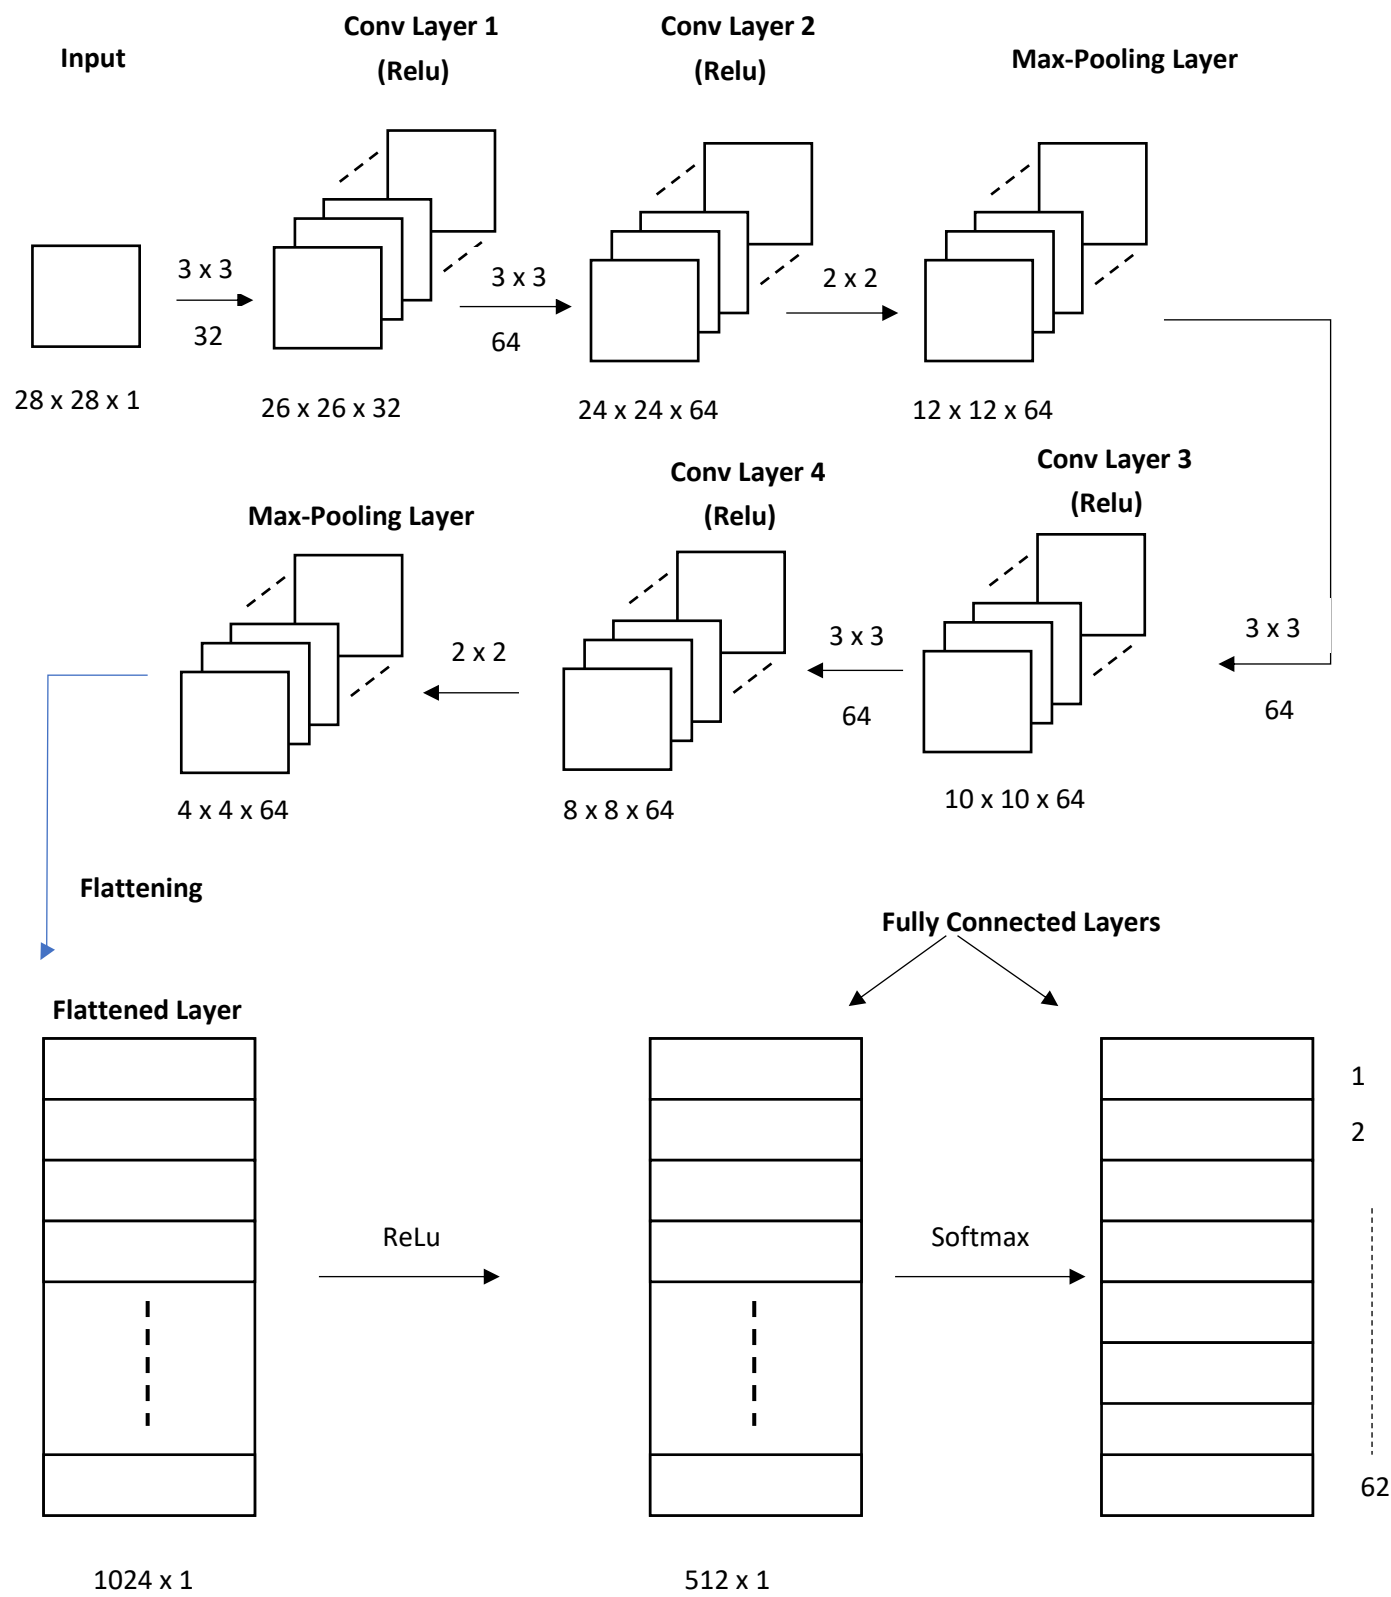 Input
Conv Layer 1
(Relu)
Conv Layer 2
(Relu)
Max-Pooling Layer
3 x 3
32
3 x 3
64
2 x 2
28 x 28 x 1
26 x 26 x 32
24 x 24 x 64
12 x 12 x 64
Conv Layer 3
(Relu)
Conv Layer 4
(Relu)
Max-Pooling Layer
3 x 3
64
3 x 3
64
2 x 2
10 x 10 x 64
8 x 8 x 64
4 x 4 x 64
Flattening
Fully Connected Layers
Flattened Layer
ReLu
Softmax
1
2
62
1024 x 1
512 x 1